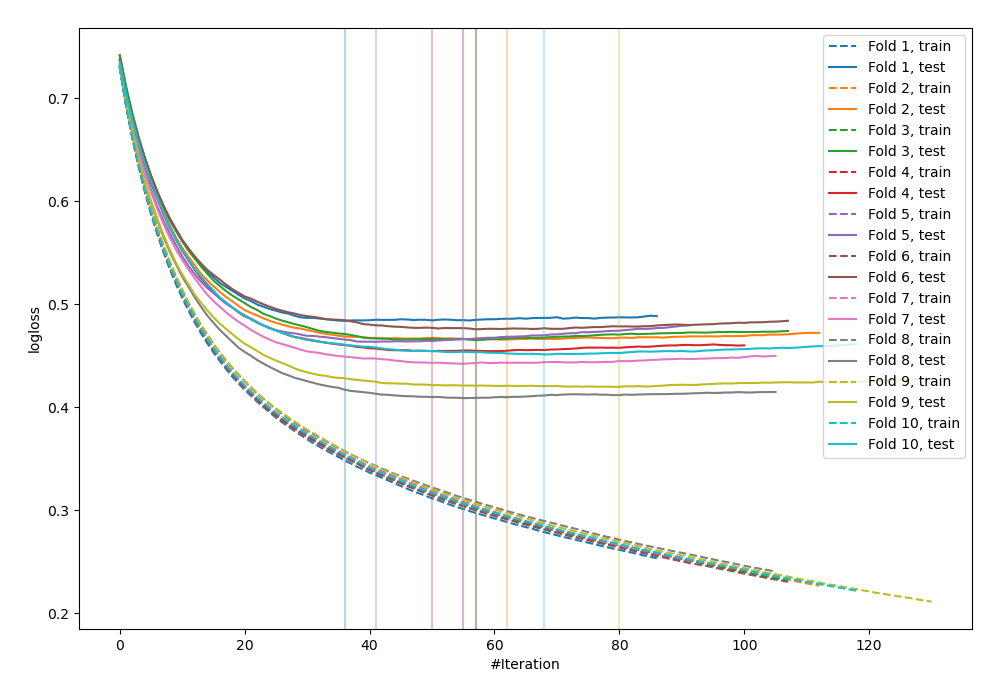 0.7
0.6
0.5
0.4
0.3
0.2
logloss
0
20
40
60
80
100
120
#Iteration
Fold 1, train
Fold 1, test
Fold 2, train
Fold 2, test
Fold 3, train
Fold 3, test
Fold 4, train
Fold 4, test
Fold 5, train
Fold 5, test
Fold 6, train
Fold 6, test
Fold 7, train
Fold 7, test
Fold 8, train
Fold 8, test
Fold 9, train
Fold 9, test
Fold 10, train
Fold 10, test